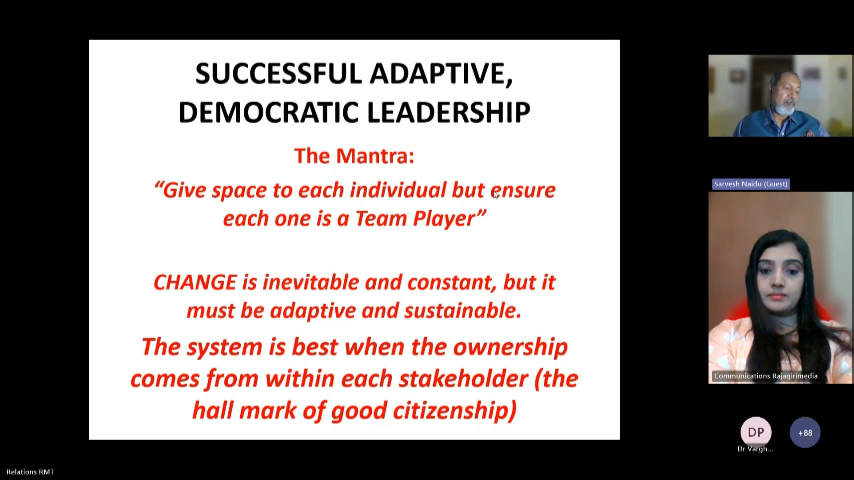 SUCCESSFUL ADAPTIVE,
DEMOCRATIC LEADERSHIP
The Mantra:
“Give space to each individual but ensure
each one is a Team Player”
CHANGE is inevitable and constant, but it
must be adaptive and sustainable.
The system is best when the ownership
comes from within each stakeholder (the
hall mark of good citizenship)
Sarvesh Naidu (Guest)
Communications Rajagirimedia
DP
+88
Dr Vargh...
Relations RMT